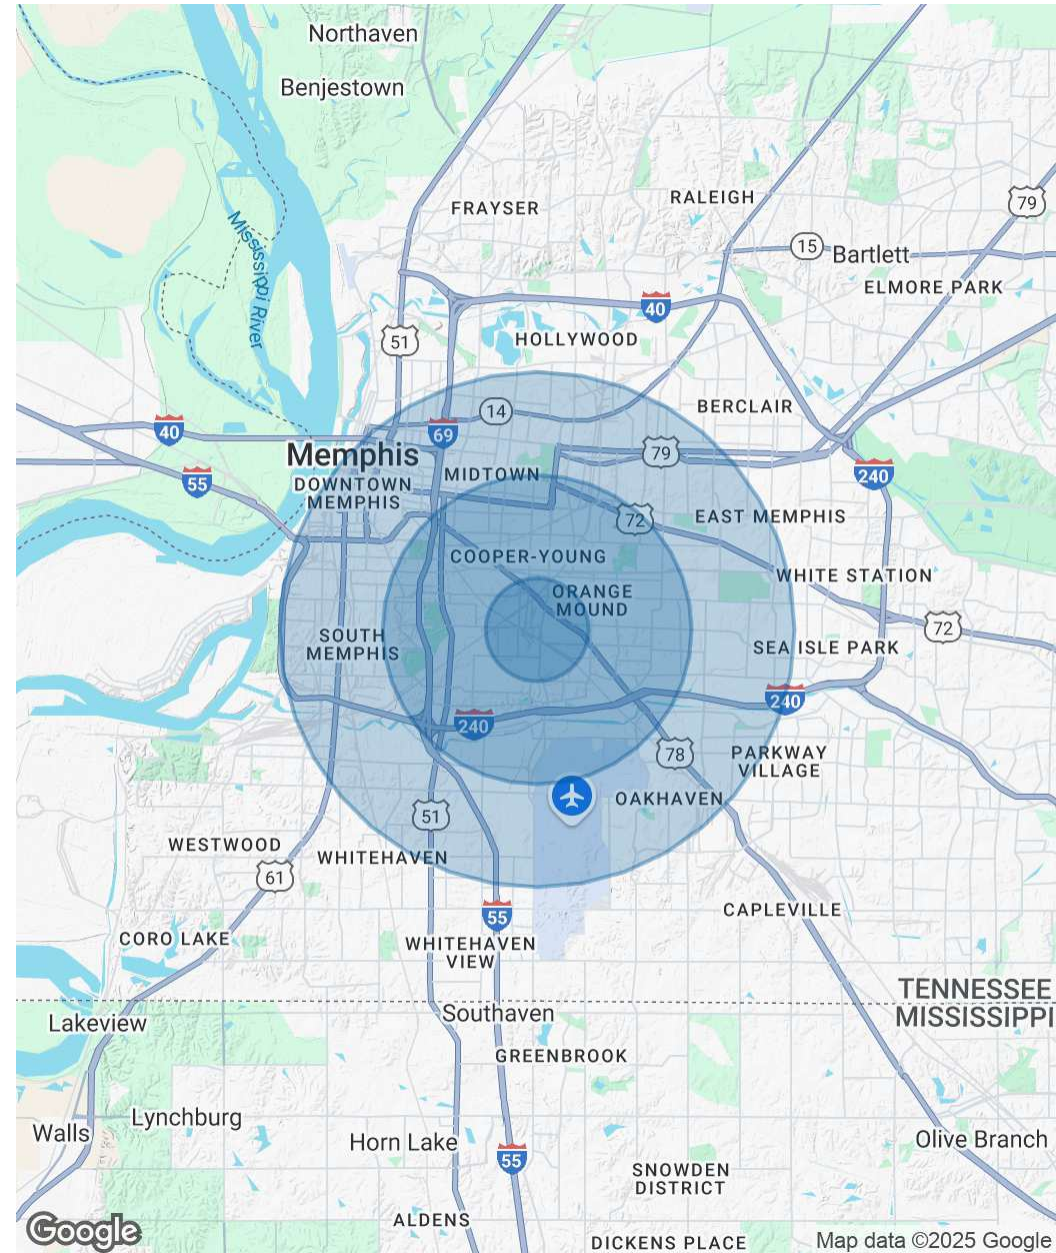 Northaven
Benjestown
RALEIGH
79
FRAYSER
15
Bartlett
Mississippi River
ELMORE PARK
40
51
HOLLYWOOD
BERCLAIR
14
40
69
Memphis
79
MIDTOWN
55
240
DOWNTOWN
MEMPHIS
72
EAST MEMPHIS
COOPER-YOUNG
WHITE STATION
ORANGE
MOUND
72
SOUTH
MEMPHIS
SEA ISLE PARK
240
240
78
PARKWAY
VILLAGE
OAKHAVEN
51
WESTWOOD
WHITEHAVEN
61
55
CAPLEVILLE
CORO LAKE
WHITEHAVEN
VIEW
TENNESSEE
MISSISSIPPI
Lakeview
Southaven
GREENBROOK
Lynchburg
Walls
Horn Lake
Olive Branch
55
SNOWDEN
DISTRICT
ALDENS
Google
DICKENS PLACE
Map data ©2025 Google